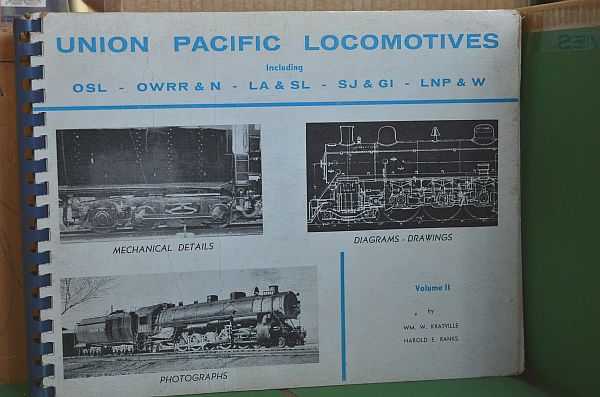 UNION PACIFIC LOCOMOTIVES
Including
OSL - OWRR & N - LA & SL - SJ & GI - LNP & W
MECHANICAL DETAILS
DIAGRAMS - DRAWINGS
PHOTOGRAPHS
Volume II
by
WM. W. KRATVILLE
HAROLD E. RANKS